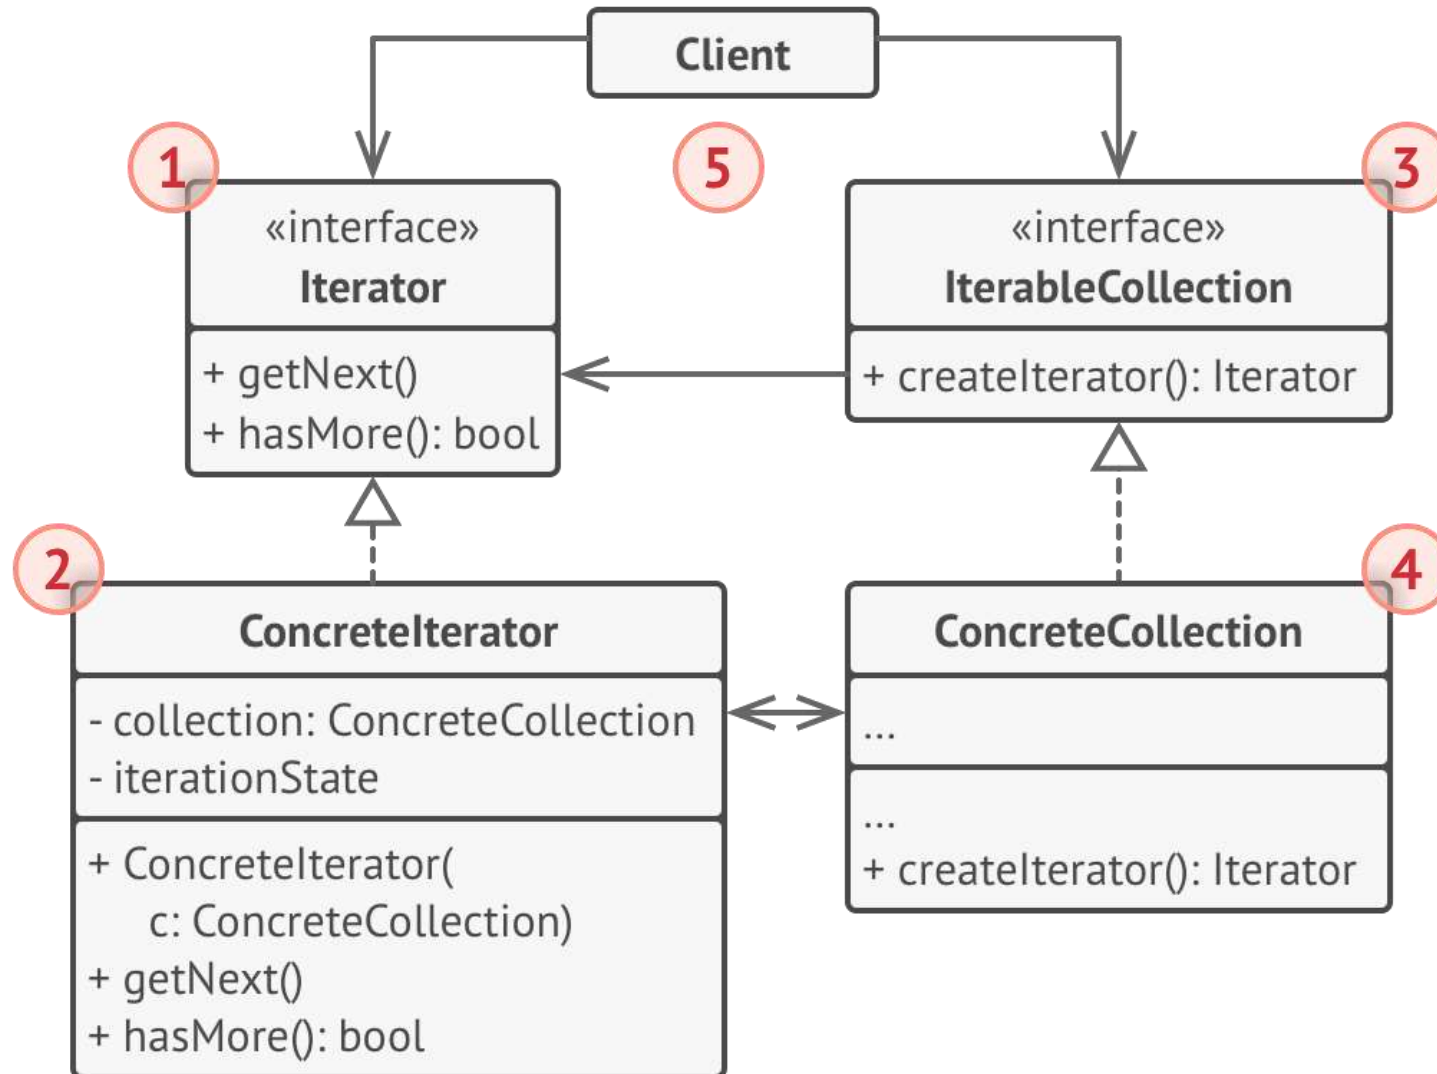 Client
1
5
3
«interface»
Iterator
+ getNext()
+ hasMore(): bool
«interface»
IterableCollection
+ createIterator(): Iterator
2
ConcreteIterator
- collection: ConcreteCollection
- iterationState
+ ConcreteIterator(
c: ConcreteCollection)
+ getNext()
+ hasMore(): bool
4
ConcreteCollection
...
...
+ createIterator(): Iterator